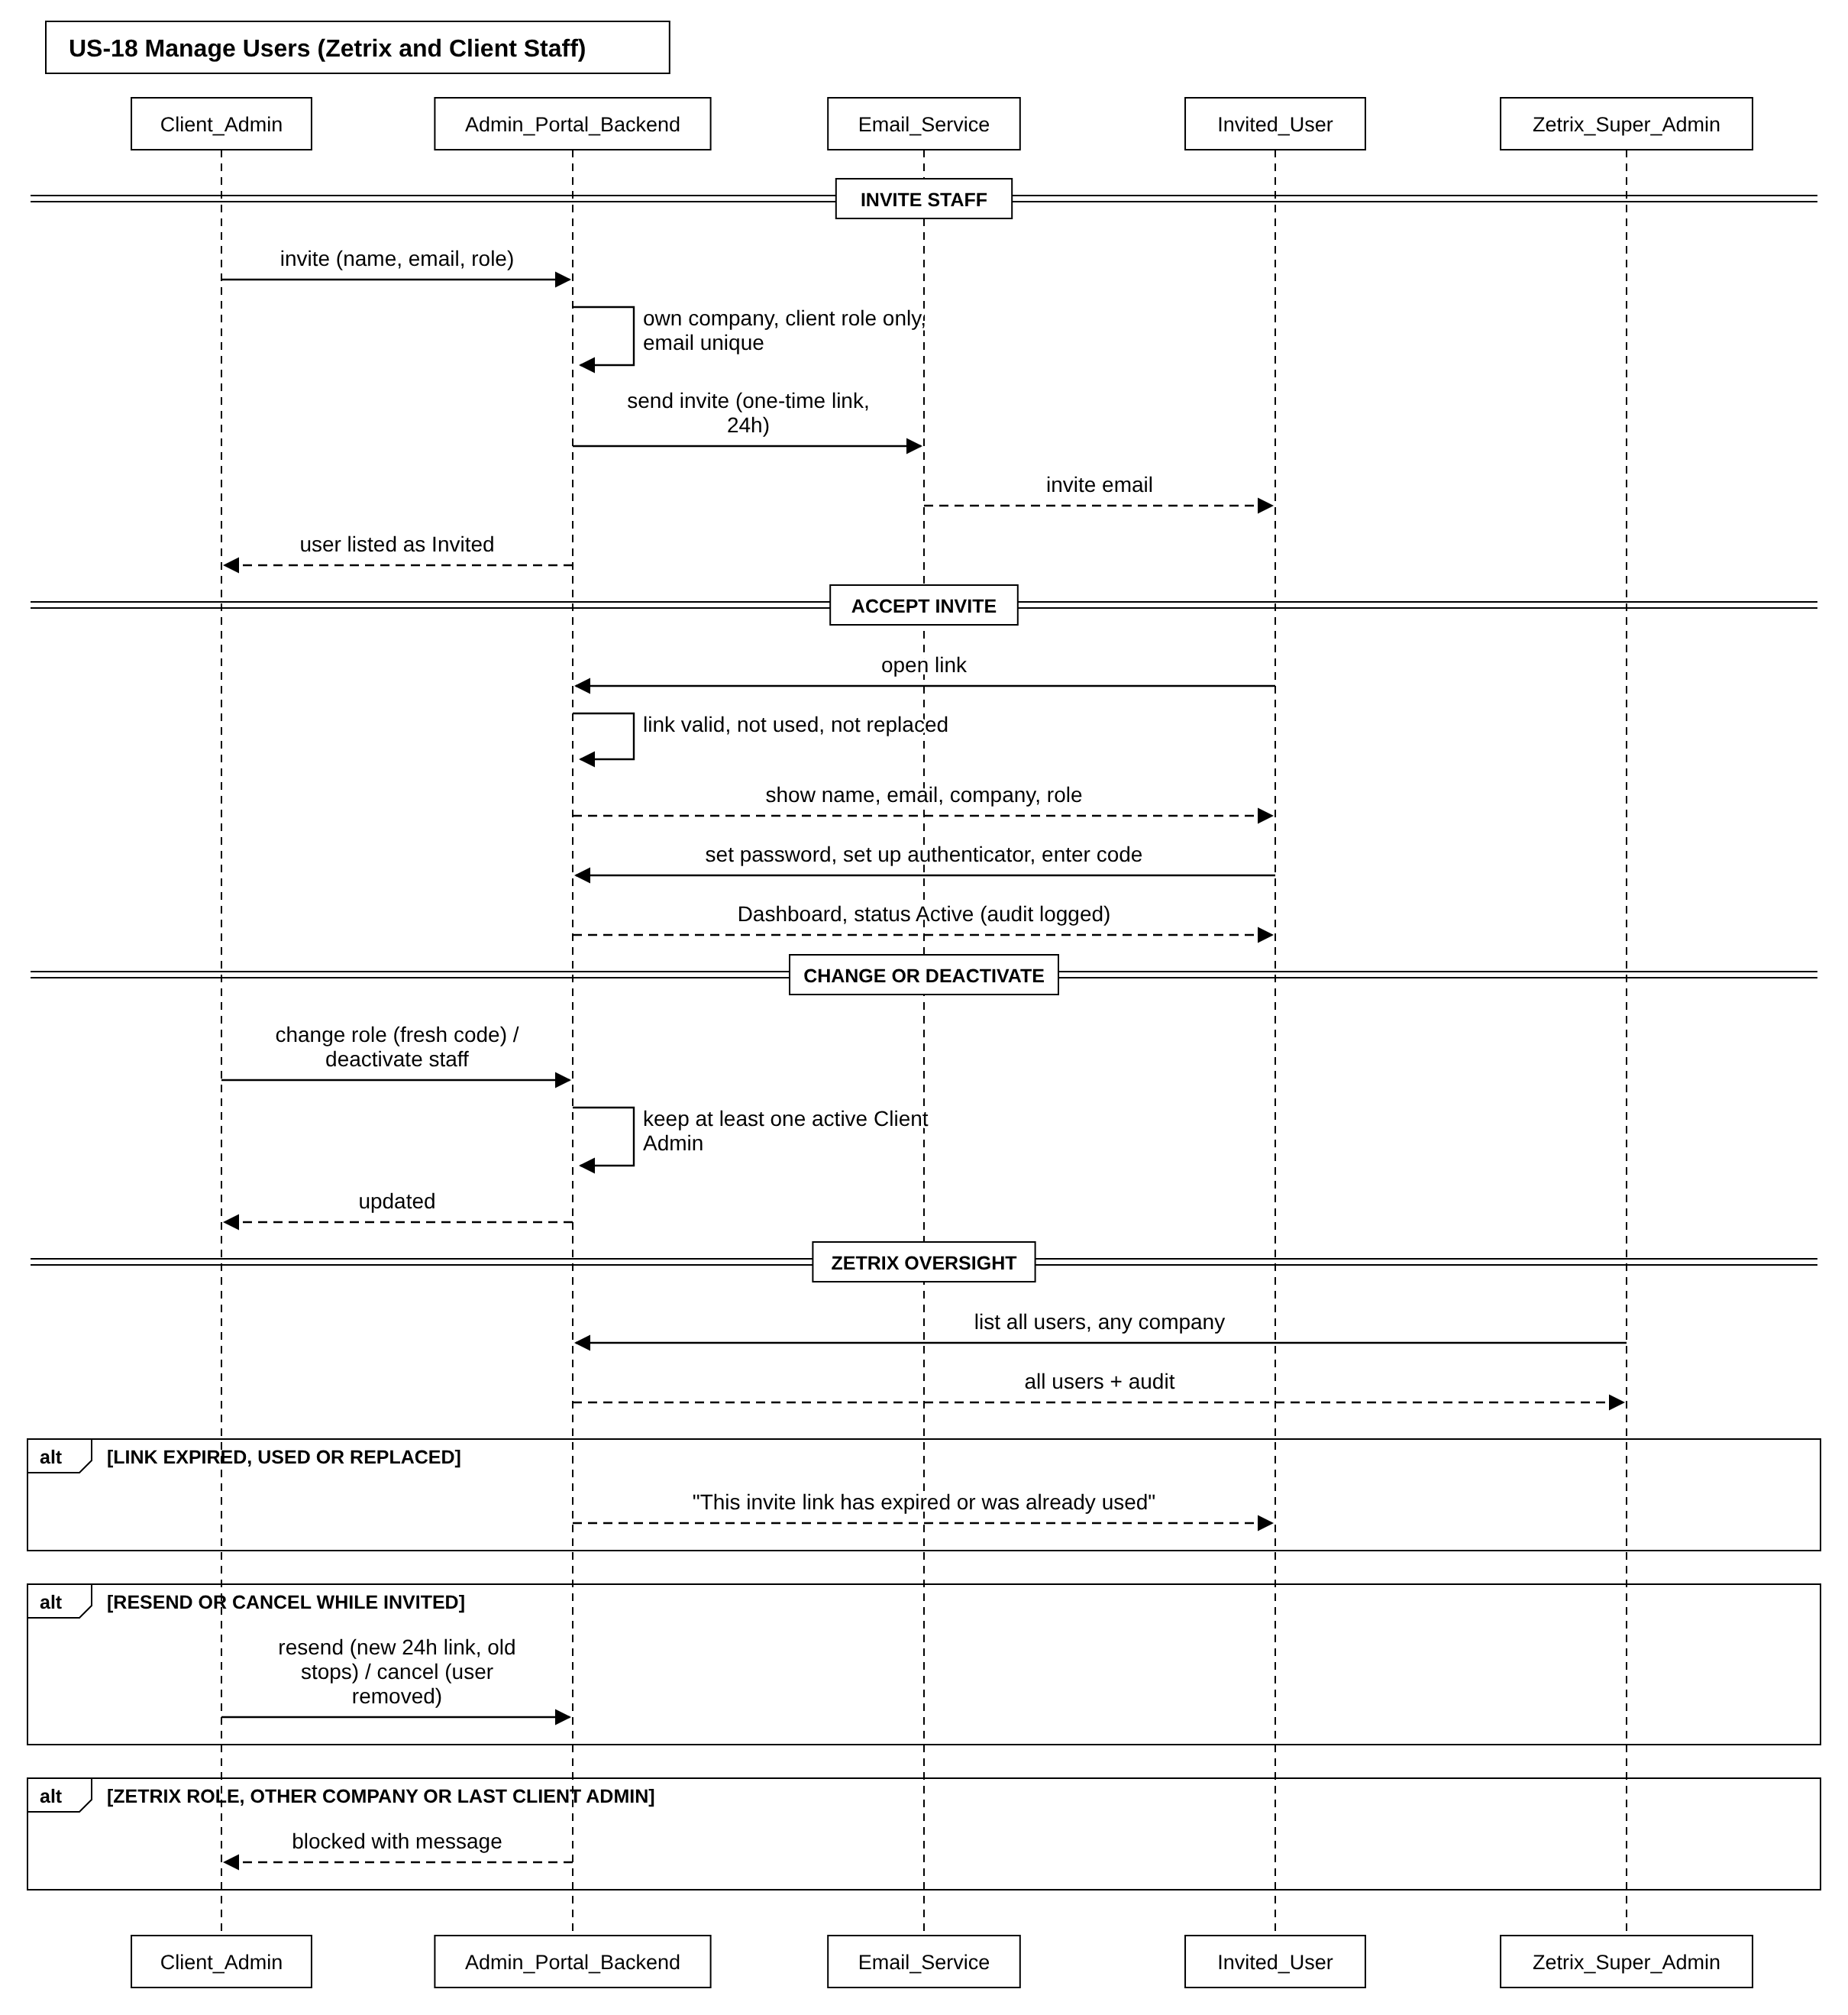 US-18 Manage Users (Zetrix and Client Staff)
Client_Admin
Admin_Portal_Backend
Email_Service
Invited_User
Zetrix_Super_Admin
INVITE STAFF
invite (name, email, role)
own company, client role only,
email unique
send invite (one-time link,
24h)
invite email
user listed as Invited
ACCEPT INVITE
open link
link valid, not used, not replaced
show name, email, company, role
set password, set up authenticator, enter code
Dashboard, status Active (audit logged)
CHANGE OR DEACTIVATE
change role (fresh code) /
deactivate staff
keep at least one active Client
Admin
updated
ZETRIX OVERSIGHT
list all users, any company
all users + audit
alt
[LINK EXPIRED, USED OR REPLACED]
"This invite link has expired or was already used"
alt
[RESEND OR CANCEL WHILE INVITED]
resend (new 24h link, old
stops) / cancel (user
removed)
alt
[ZETRIX ROLE, OTHER COMPANY OR LAST CLIENT ADMIN]
blocked with message
Client_Admin
Admin_Portal_Backend
Email_Service
Invited_User
Zetrix_Super_Admin